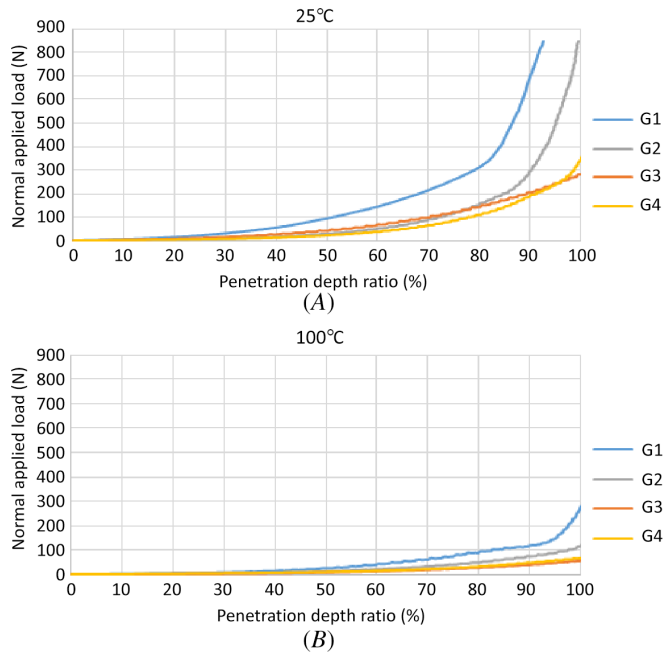 25℃
Normal applied load (N)
900
800
700
600
500
400
300
200
100
0
0 10 20 30 40 50 60 70 80 90 100
Penetration depth ratio (%)
G1
G2
G3
G4
(A)
100℃
Normal applied load (N)
900
800
700
600
500
400
300
200
100
0
0 10 20 30 40 50 60 70 80 90 100
Penetration depth ratio (%)
G1
G2
G3
G4
(B)